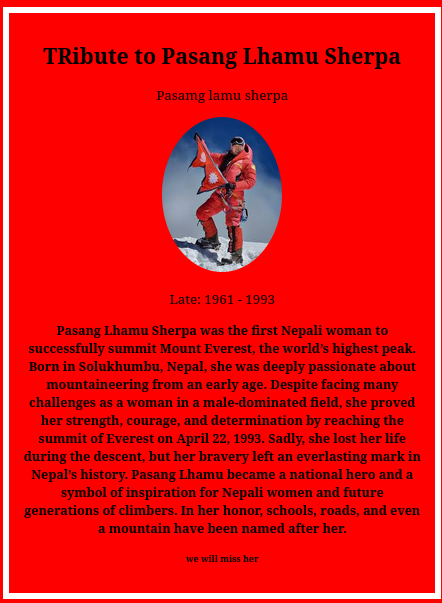 TRibute to Pasang Lhamu Sherpa
Pasamg lamu sherpa
Late: 1961 - 1993
Pasang Lhamu Sherpa was the first Nepali woman to
successfully summit Mount Everest, the world's highest peak.
Born in Solukhumbu, Nepal, she was deeply passionate about
mountaineering from an early age. Despite facing many
challenges as a woman in a male-dominated field, she proved
her strength, courage, and determination by reaching the
summit of Everest on April 22, 1993. Sadly, she lost her life
during the descent, but her bravery left an everlasting mark in
Nepal's history. Pasang Lhamu became a national hero and a
symbol of inspiration for Nepali women and future
generations of climbers. In her honor, schools, roads, and even
a mountain have been named after her.
we will miss her